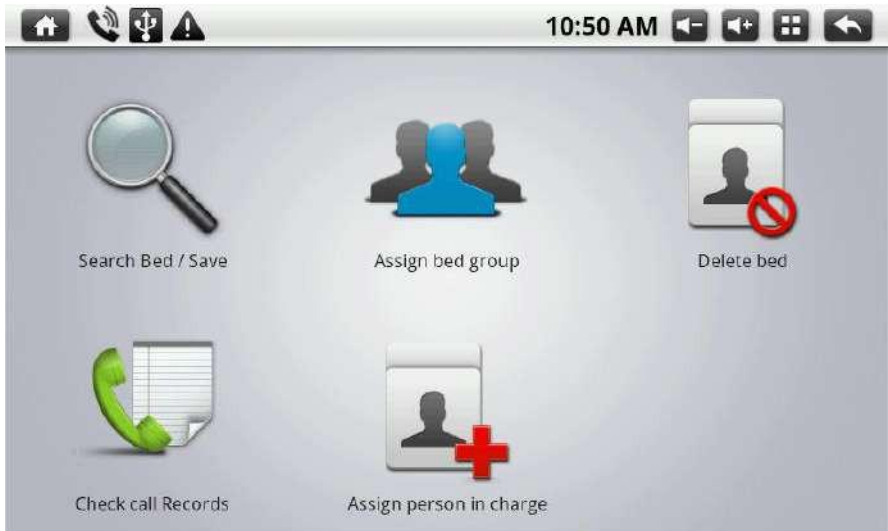 10:50 AM
Search Bed / Save
Assign bed group
Delete bed
Check call Records
Assign person in charge